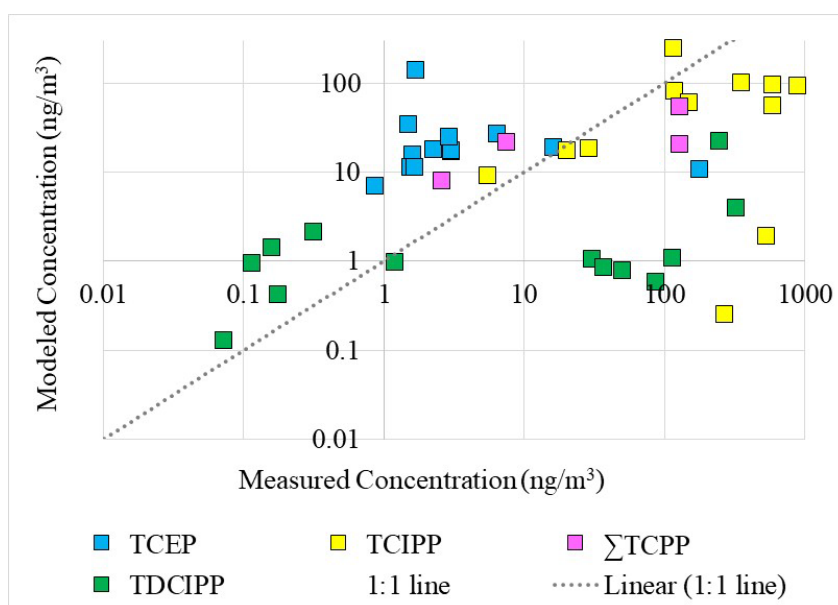 Modeled Concentration (ng/m³)
100
10
1
0.01 0.1 1 10 100 1000
0.1
0.01
Measured Concentration (ng/m³)
TCEP TCIPP ∑TCPP
TDCIPP 1:1 line Linear (1:1 line)